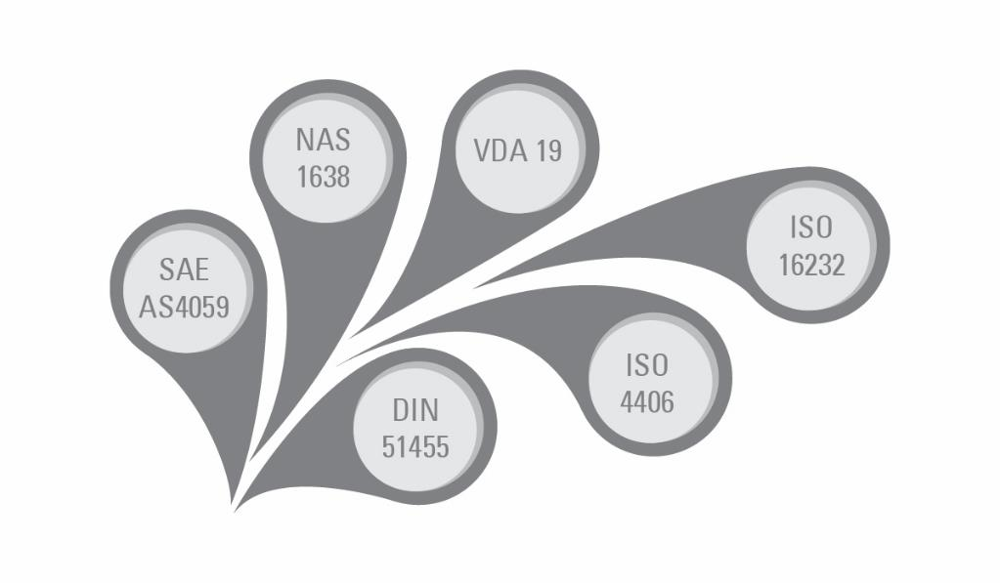 NAS
1638
VDA 19
SAE
AS4059
ISO
16232
ISO
4406
DIN
51455